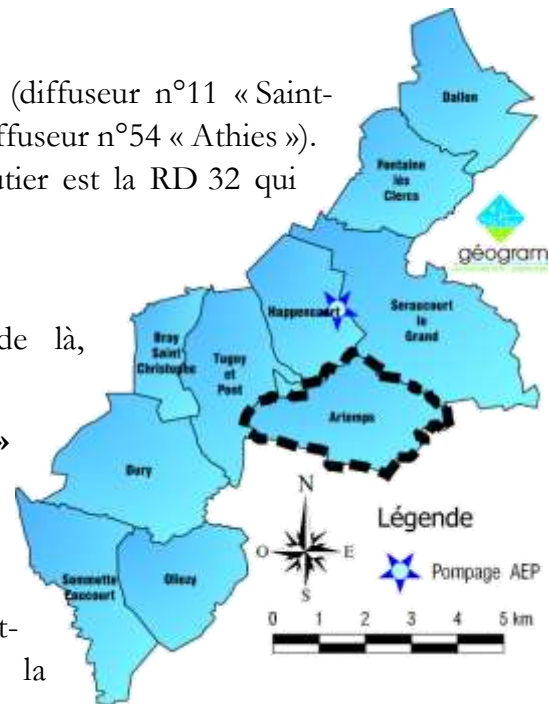 (diffuseur n°11 « Saint-
ffuseur n°54 « Athies »).
utier est la RD 32 qui
de là,
»
t-
la
Dallon
Fontaine
lès
Clercs
géogram
Happencourt
Seraucourt
le
Grand
Bray
Saint
Christophe
Tugny
et
Pont
Artemps
Dury
Sommette
Eaucourt
Ollezy
N
O
E
S
Légende
Pompage AEP
0 1 2 3 4 5 km